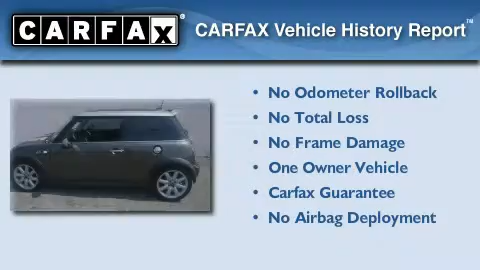 CARFAX® CARFAX Vehicle History Report™
• No Odometer Rollback
• No Total Loss
• No Frame Damage
• One Owner Vehicle
• Carfax Guarantee
• No Airbag Deployment